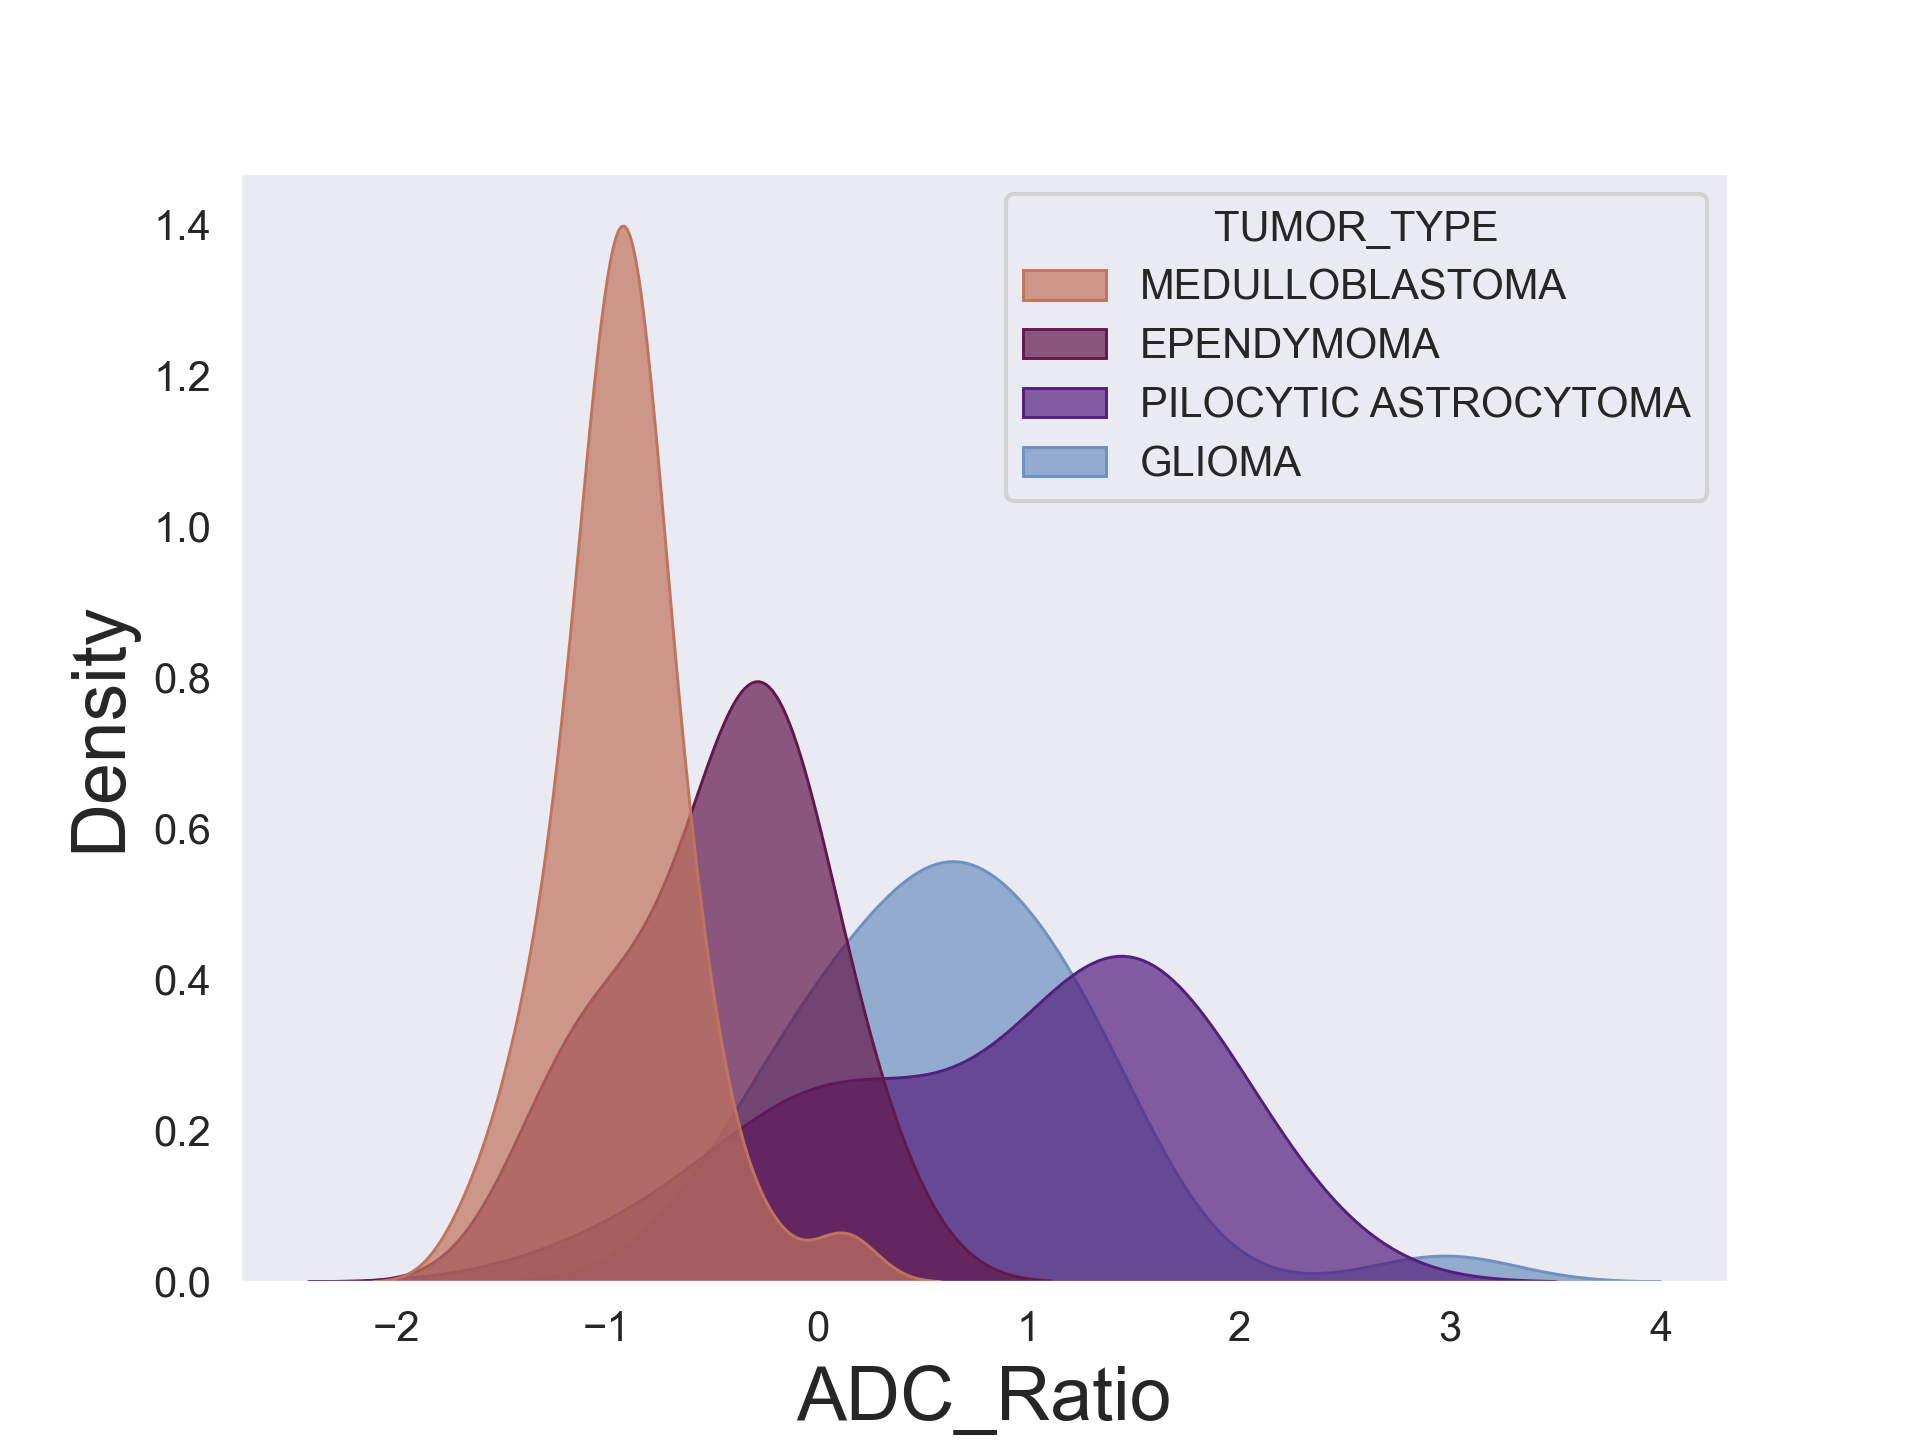 TUMOR_TYPE
MEDULLOBLASTOMA
EPENDYMOMA
PILOCYTIC ASTROCYTOMA
GLIOMA
Density
1.4
1.2
1.0
0.8
0.6
0.4
0.2
0.0
−2 −1 0 1 2 3 4
ADC_Ratio